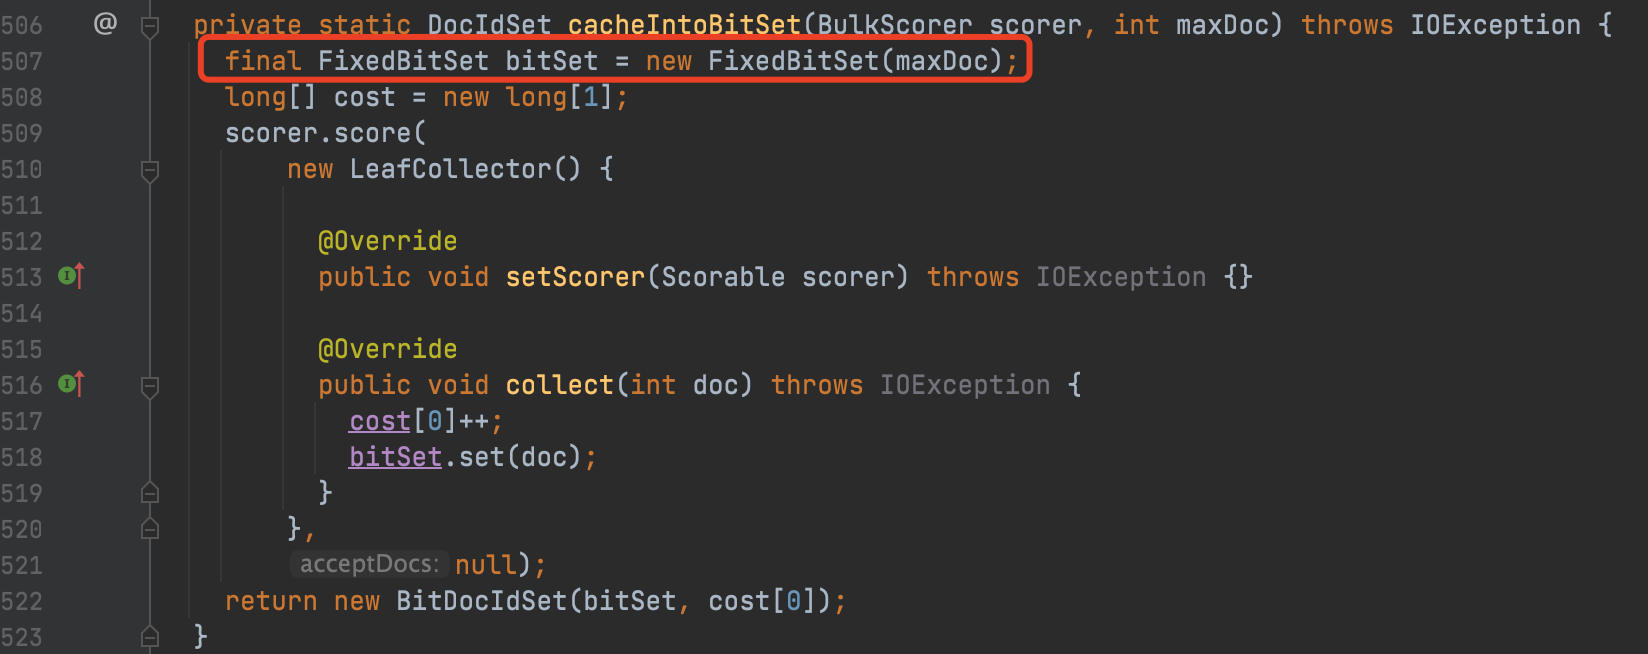 506 @ private static DocIdSet cacheIntoBitSet(BulkScorer scorer, int maxDoc) throws IOException {
507 final FixedBitSet bitSet = new FixedBitSet(maxDoc);
508 long[] cost = new long[1];
509 scorer.score(
510 new LeafCollector() {
511
512 @Override
513 I public void setScorer(Scorable scorer) throws IOException {}
514
515 @Override
516 I public void collect(int doc) throws IOException {
517 cost[0]++;
518 bitSet.set(doc);
519 }
520 },
521 acceptDocs: null);
522 return new BitDocIdSet(bitSet, cost[0]);
523 }